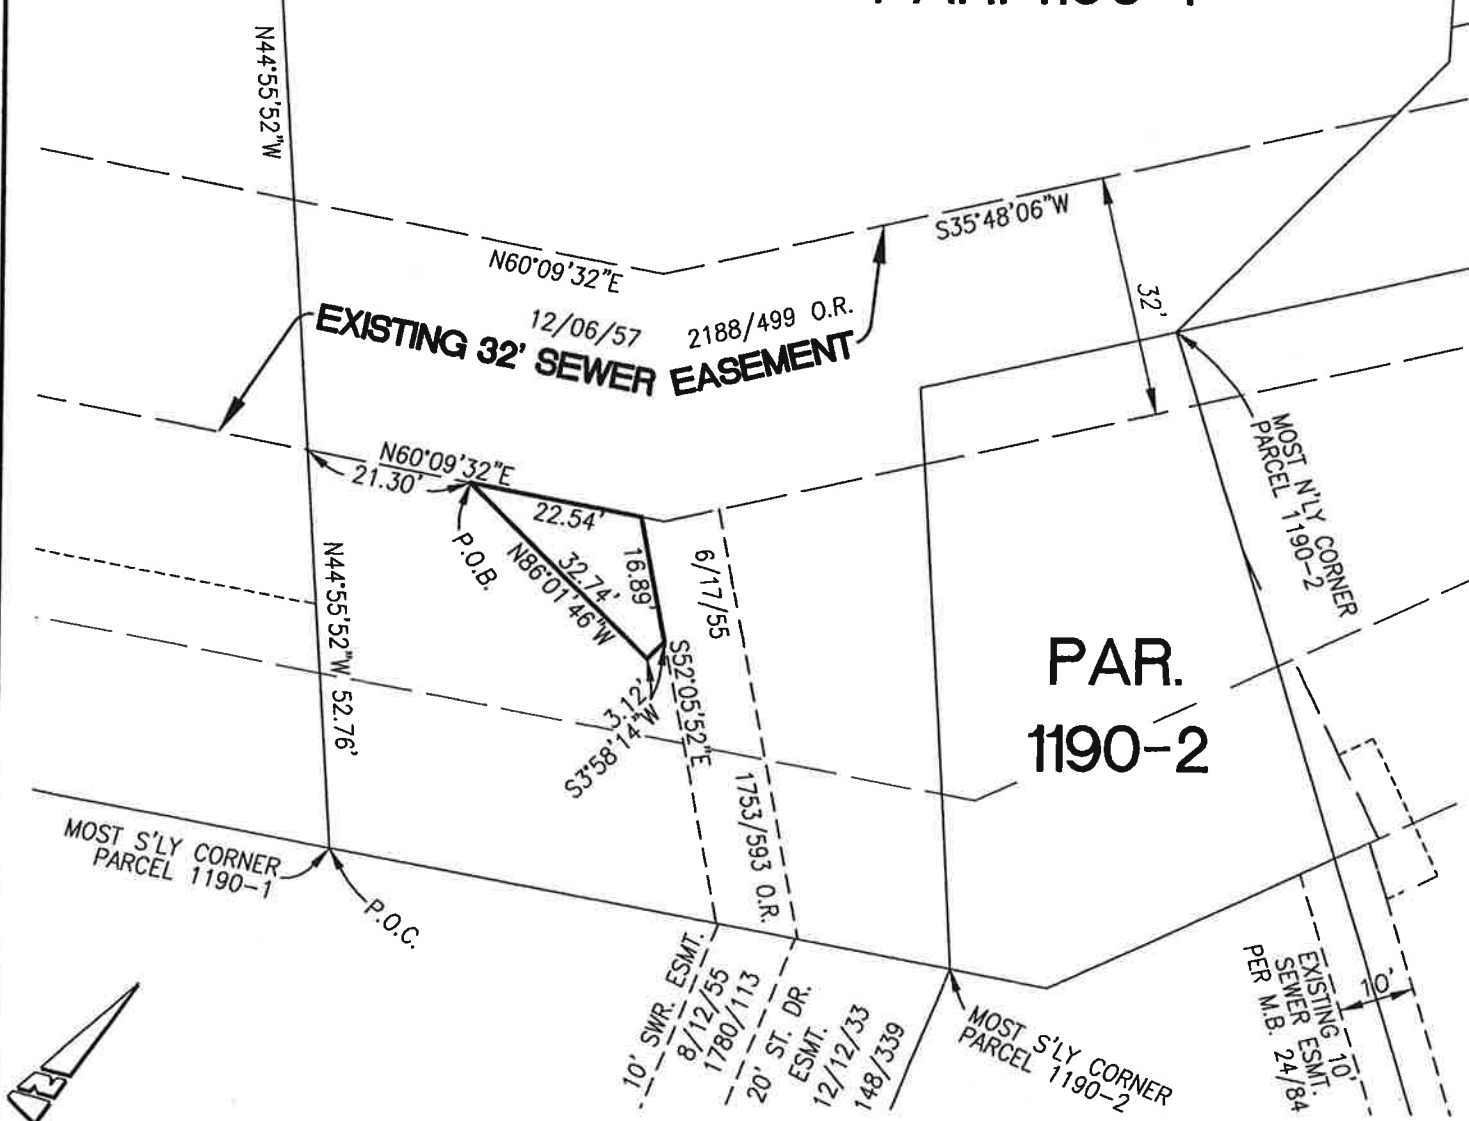 N44°55'52"W
N60°09'32"E
S35°48'06"W
32'
12/06/57
2188/499 O.R.
EXISTING 32' SEWER EASEMENT
N60°09'32"E
21.30'
22.54'
P.O.B.
32.74'
N86°01'46"W
16.89'
6/17/55
MOST N'LY CORNER
PARCEL 1190-2
N44°55'52"W 52.76'
3.12'
S3°58'14"W
S52°05'52"E
1753/593 O.R.
PAR.
1190-2
MOST S'LY CORNER
PARCEL 1190-1
P.O.C.
10' SWR. ESMT.
8/12/55
1780/113
20' ST. DR.
ESMT.
12/12/33
148/339
MOST S'LY CORNER
PARCEL 1190-2
EXISTING 10'
SEWER ESMT.
PER M.B. 24/84
10'
N